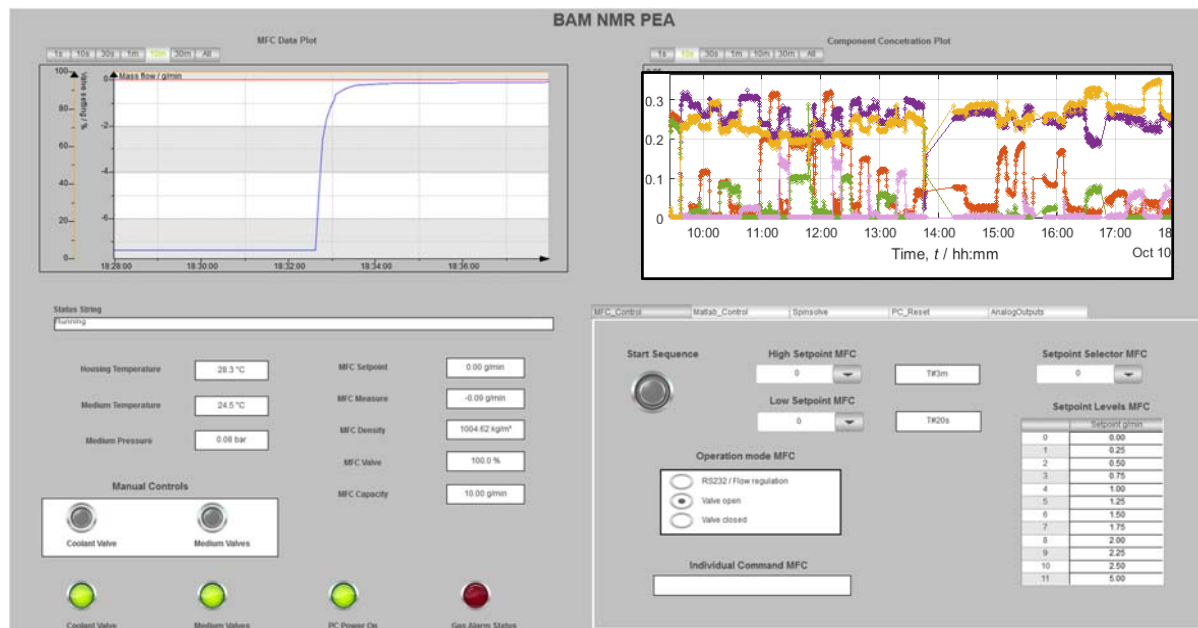 BAM NMR PEA
MFC Data Plot
1s 10s 30s 1m 10m 30m All
Mass flow / g/min
Valve setting / %
100
80
60
40
20
0
0
-2
-4
-6
18:28:00 18:30:00 18:32:00 18:34:00 18:36:00
Component Concetration Plot
1s 10s 30s 1m 10m 30m All
0.3
0.2
0.1
0
10:00 11:00 12:00 13:00 14:00 15:00 16:00 17:00 18
Time, t / hh:mm
Oct 10
Status String
Running
Housing Temperature 28.3 °C
Medium Temperature 24.5 °C
Medium Pressure 0.08 bar
MFC Setpoint 0.00 g/min
MFC Measure -0.09 g/min
MFC Density 1004.62 kg/m³
MFC Valve 100.0 %
MFC Capacity 10.00 g/min
Manual Controls
Coolant Valve Medium Valves
Coolant Valve Medium Valves PC Power On Gas Alarm Status
MFC_Control Matlab_Control Spinsolve PC_Reset AnalogOutputs
Start Sequence
High Setpoint MFC
0 T#3m
Low Setpoint MFC
0 T#20s
Setpoint Selector MFC
0
Operation mode MFC
RS232 / Flow regulation
Valve open
Valve closed
Individual Command MFC
Setpoint Levels MFC
Setpoint g/min
0 0.00
1 0.25
2 0.50
3 0.75
4 1.00
5 1.25
6 1.50
7 1.75
8 2.00
9 2.25
10 2.50
11 5.00